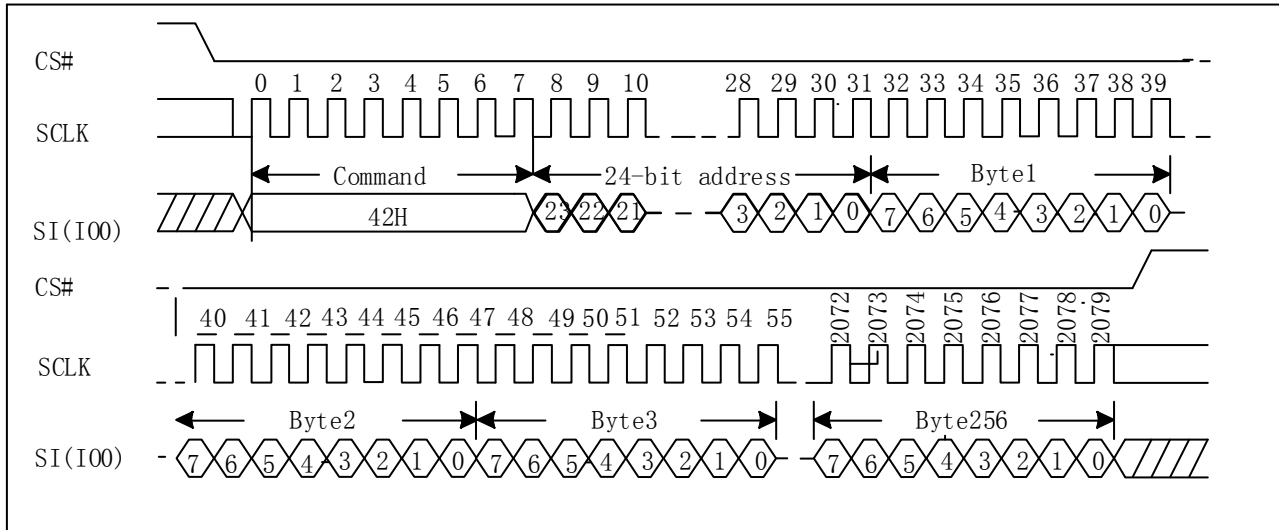 CS#
0 1 2 3 4 5 6 7 8 9 10 28 29 30 31 32 33 34 35 36 37 38 39
SCLK
Command 24-bit address Byte1
SI(IO0) 42H 23 22 21 3 2 1 0 7 6 5 4 3 2 1 0
CS#
40 41 42 43 44 45 46 47 48 49 50 51 52 53 54 55 2072 2073 2074 2075 2076 2077 2078 2079
SCLK
Byte2 Byte3 Byte256
SI(IO0) 7 6 5 4 3 2 1 0 7 6 5 4 3 2 1 0 7 6 5 4 3 2 1 0